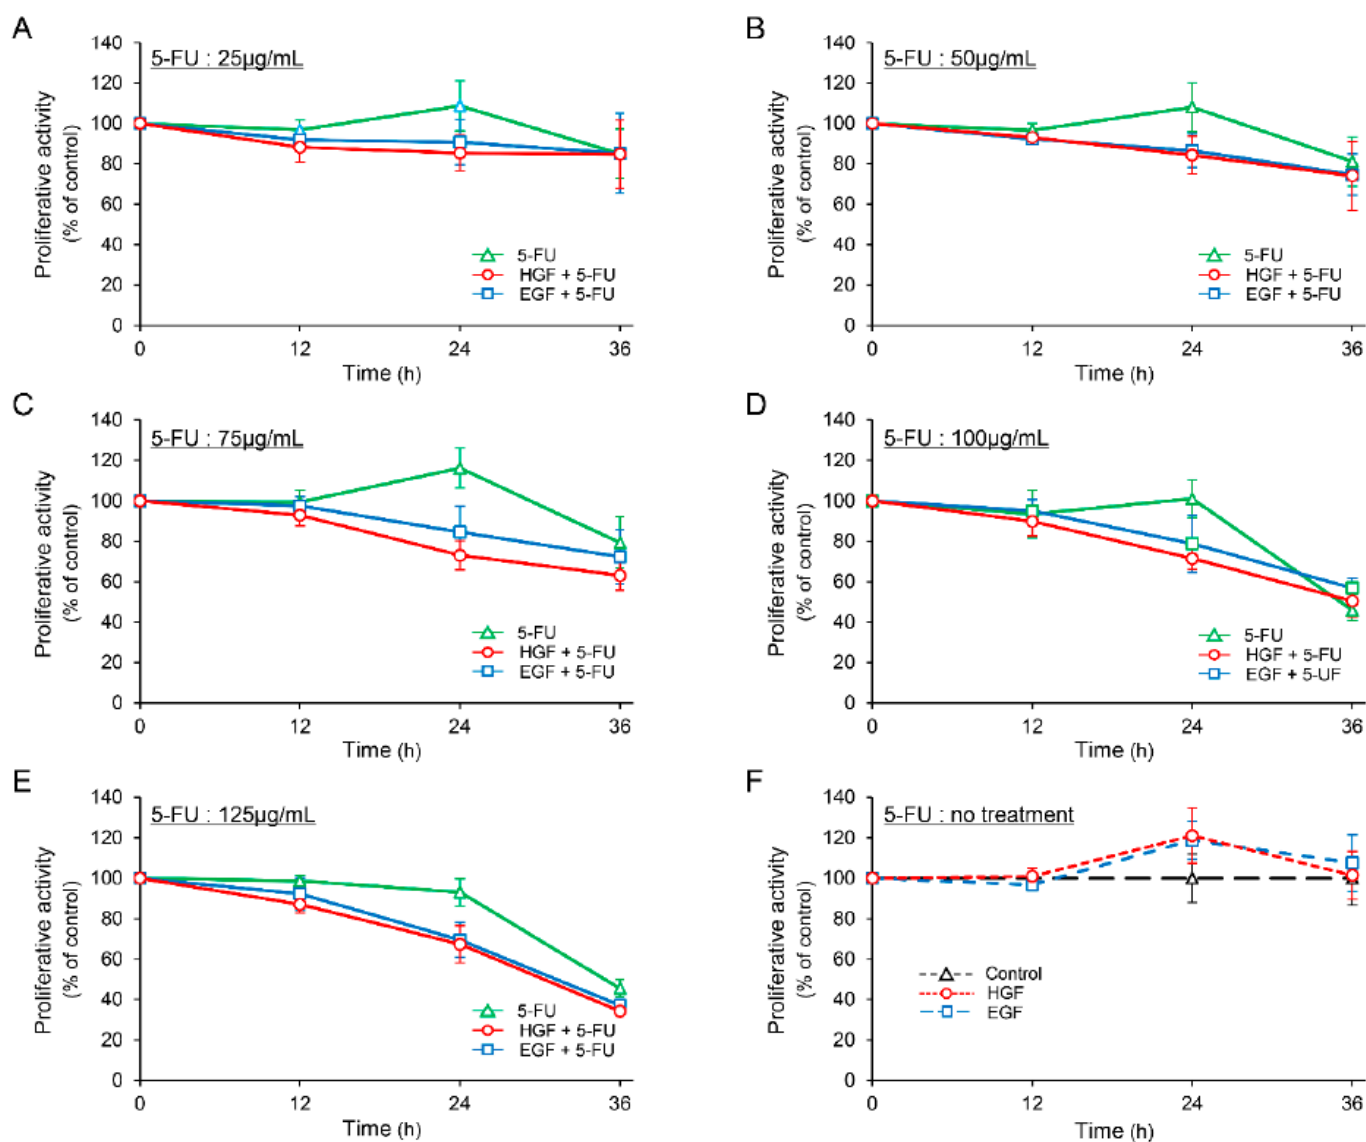 A
5-FU : 25µg/mL
Proliferative activity
(% of control)
140
120
100
80
60
40
20
0
0 12 24 36
Time (h)
5-FU
HGF + 5-FU
EGF + 5-FU
B
5-FU : 50µg/mL
Proliferative activity
(% of control)
140
120
100
80
60
40
20
0
0 12 24 36
Time (h)
5-FU
HGF + 5-FU
EGF + 5-FU
C
5-FU : 75µg/mL
Proliferative activity
(% of control)
140
120
100
80
60
40
20
0
0 12 24 36
Time (h)
5-FU
HGF + 5-FU
EGF + 5-FU
D
5-FU : 100µg/mL
Proliferative activity
(% of control)
140
120
100
80
60
40
20
0
0 12 24 36
Time (h)
5-FU
HGF + 5-FU
EGF + 5-UF
E
5-FU : 125µg/mL
Proliferative activity
(% of control)
140
120
100
80
60
40
20
0
0 12 24 36
Time (h)
5-FU
HGF + 5-FU
EGF + 5-FU
F
5-FU : no treatment
Proliferative activity
(% of control)
140
120
100
80
60
40
20
0
0 12 24 36
Time (h)
Control
HGF
EGF